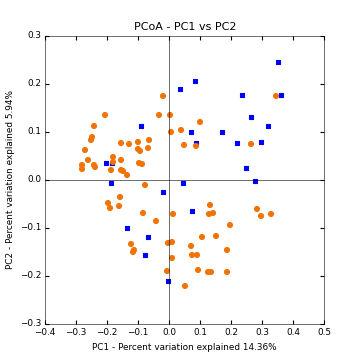 PCoA - PC1 vs PC2
0.3
0.2
0.1
0.0
−0.1
−0.2
−0.3
−0.4 −0.3 −0.2 −0.1 0.0 0.1 0.2 0.3 0.4 0.5
PC2 - Percent variation explained 5.94%
PC1 - Percent variation explained 14.36%